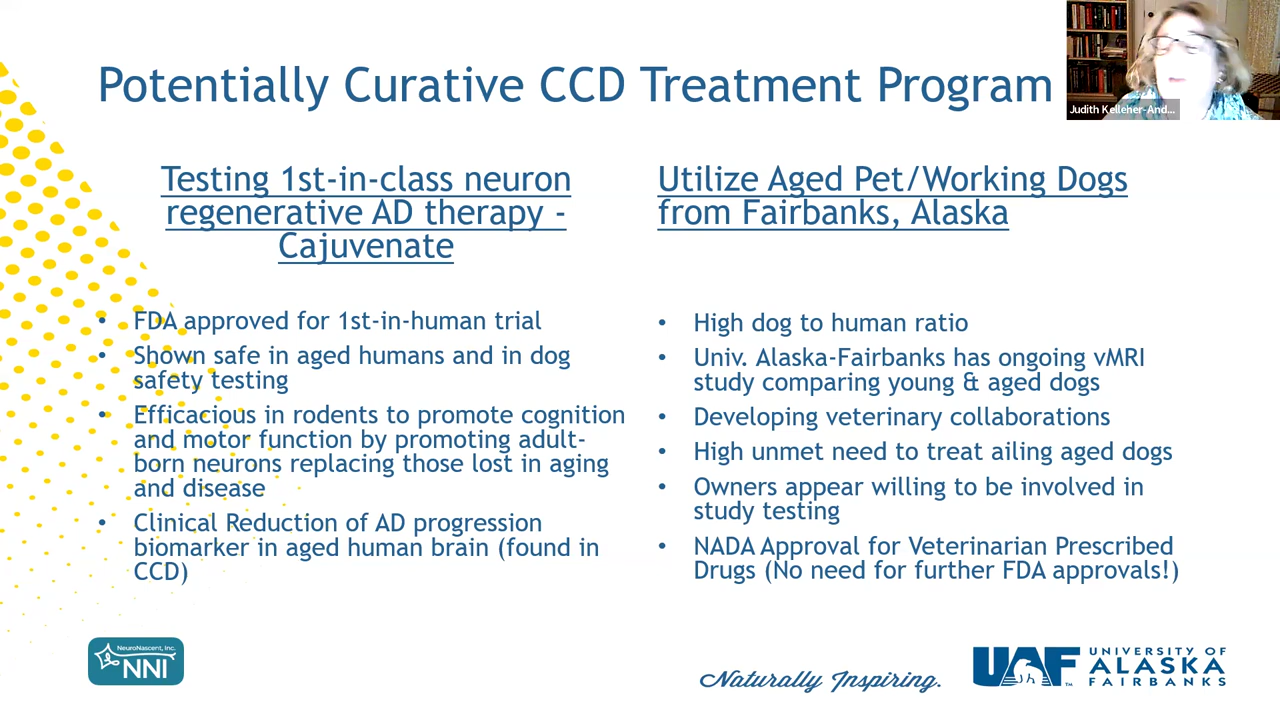 Potentially Curative CCD Treatment Program
Judith Kelleher-And...
Testing 1st-in-class neuron
regenerative AD therapy -
Cajuvenate
• FDA approved for 1st-in-human trial
• Shown safe in aged humans and in dog
safety testing
• Efficacious in rodents to promote cognition
and motor function by promoting adult-
born neurons replacing those lost in aging
and disease
• Clinical Reduction of AD progression
biomarker in aged human brain (found in
CCD)
Utilize Aged Pet/Working Dogs
from Fairbanks, Alaska
• High dog to human ratio
• Univ. Alaska-Fairbanks has ongoing vMRI
study comparing young & aged dogs
• Developing veterinary collaborations
• High unmet need to treat ailing aged dogs
• Owners appear willing to be involved in
study testing
• NADA Approval for Veterinarian Prescribed
Drugs (No need for further FDA approvals!)
NeuroNascent, Inc.
NNI
Naturally Inspiring.
UAF
TM
UNIVERSITY OF
ALASKA
FAIRBANKS